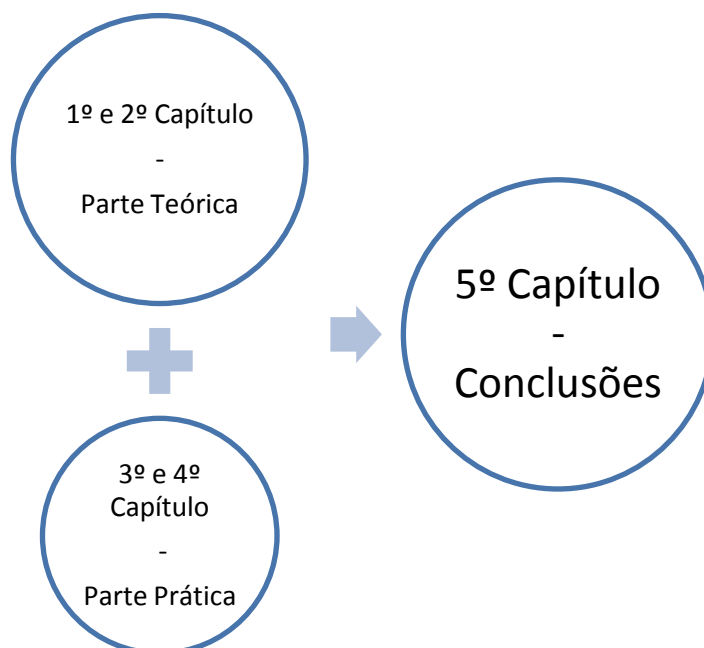 1º e 2º Capítulo
-
Parte Teórica
3º e 4º
Capítulo
-
Parte Prática
5º Capítulo
-
Conclusões